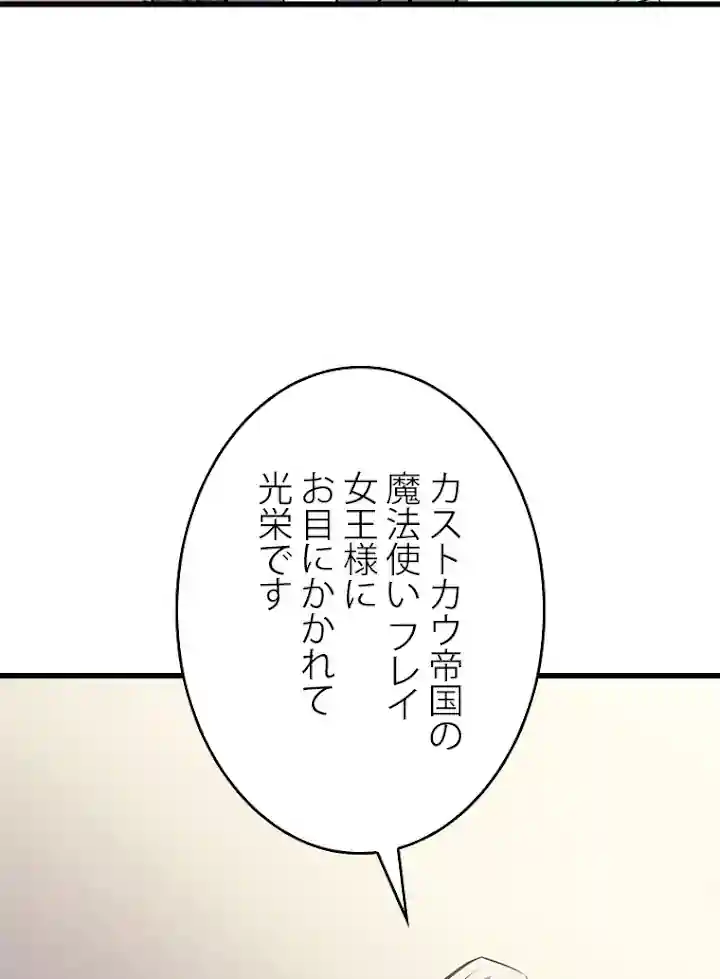 カストカウ帝国の
魔法使いフレイ
女王様に
お目にかかれて
光栄です